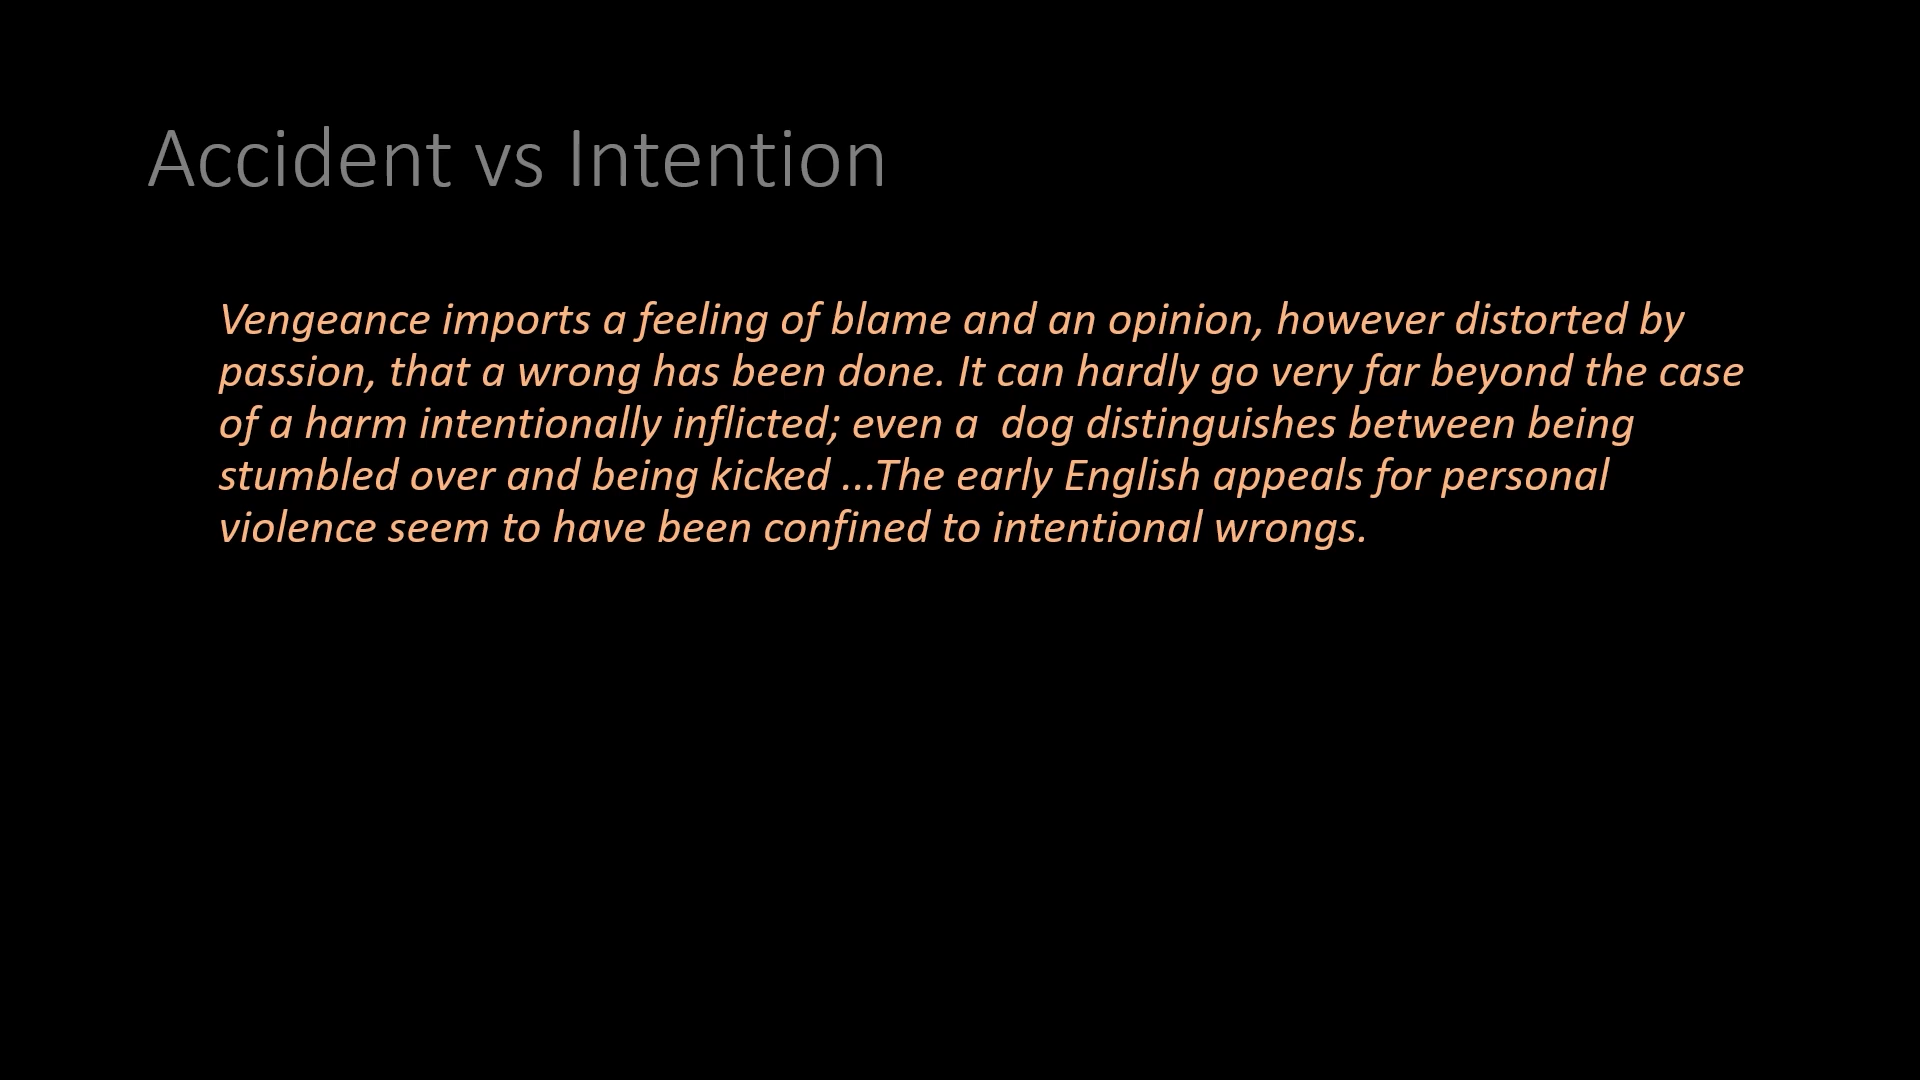 Accident vs Intention
Vengeance imports a feeling of blame and an opinion, however distorted by
passion, that a wrong has been done. It can hardly go very far beyond the case
of a harm intentionally inflicted; even a  dog distinguishes between being
stumbled over and being kicked ...The early English appeals for personal
violence seem to have been confined to intentional wrongs.